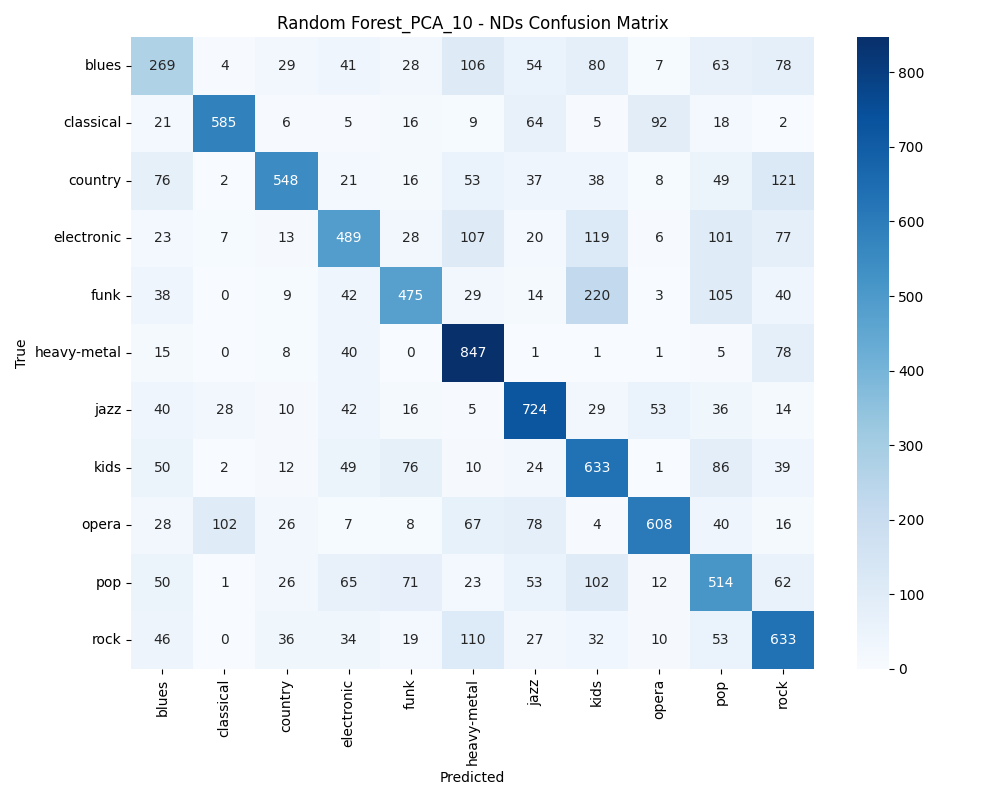 Random Forest_PCA_10 - NDs Confusion Matrix
blues 269 4 29 41 28 106 54 80 7 63 78
classical 21 585 6 5 16 9 64 5 92 18 2
country 76 2 548 21 16 53 37 38 8 49 121
electronic 23 7 13 489 28 107 20 119 6 101 77
funk 38 0 9 42 475 29 14 220 3 105 40
heavy-metal 15 0 8 40 0 847 1 1 1 5 78
jazz 40 28 10 42 16 5 724 29 53 36 14
kids 50 2 12 49 76 10 24 633 1 86 39
opera 28 102 26 7 8 67 78 4 608 40 16
pop 50 1 26 65 71 23 53 102 12 514 62
rock 46 0 36 34 19 110 27 32 10 53 633
True
blues classical country electronic funk heavy-metal jazz kids opera pop rock
Predicted
800
700
600
500
400
300
200
100
0